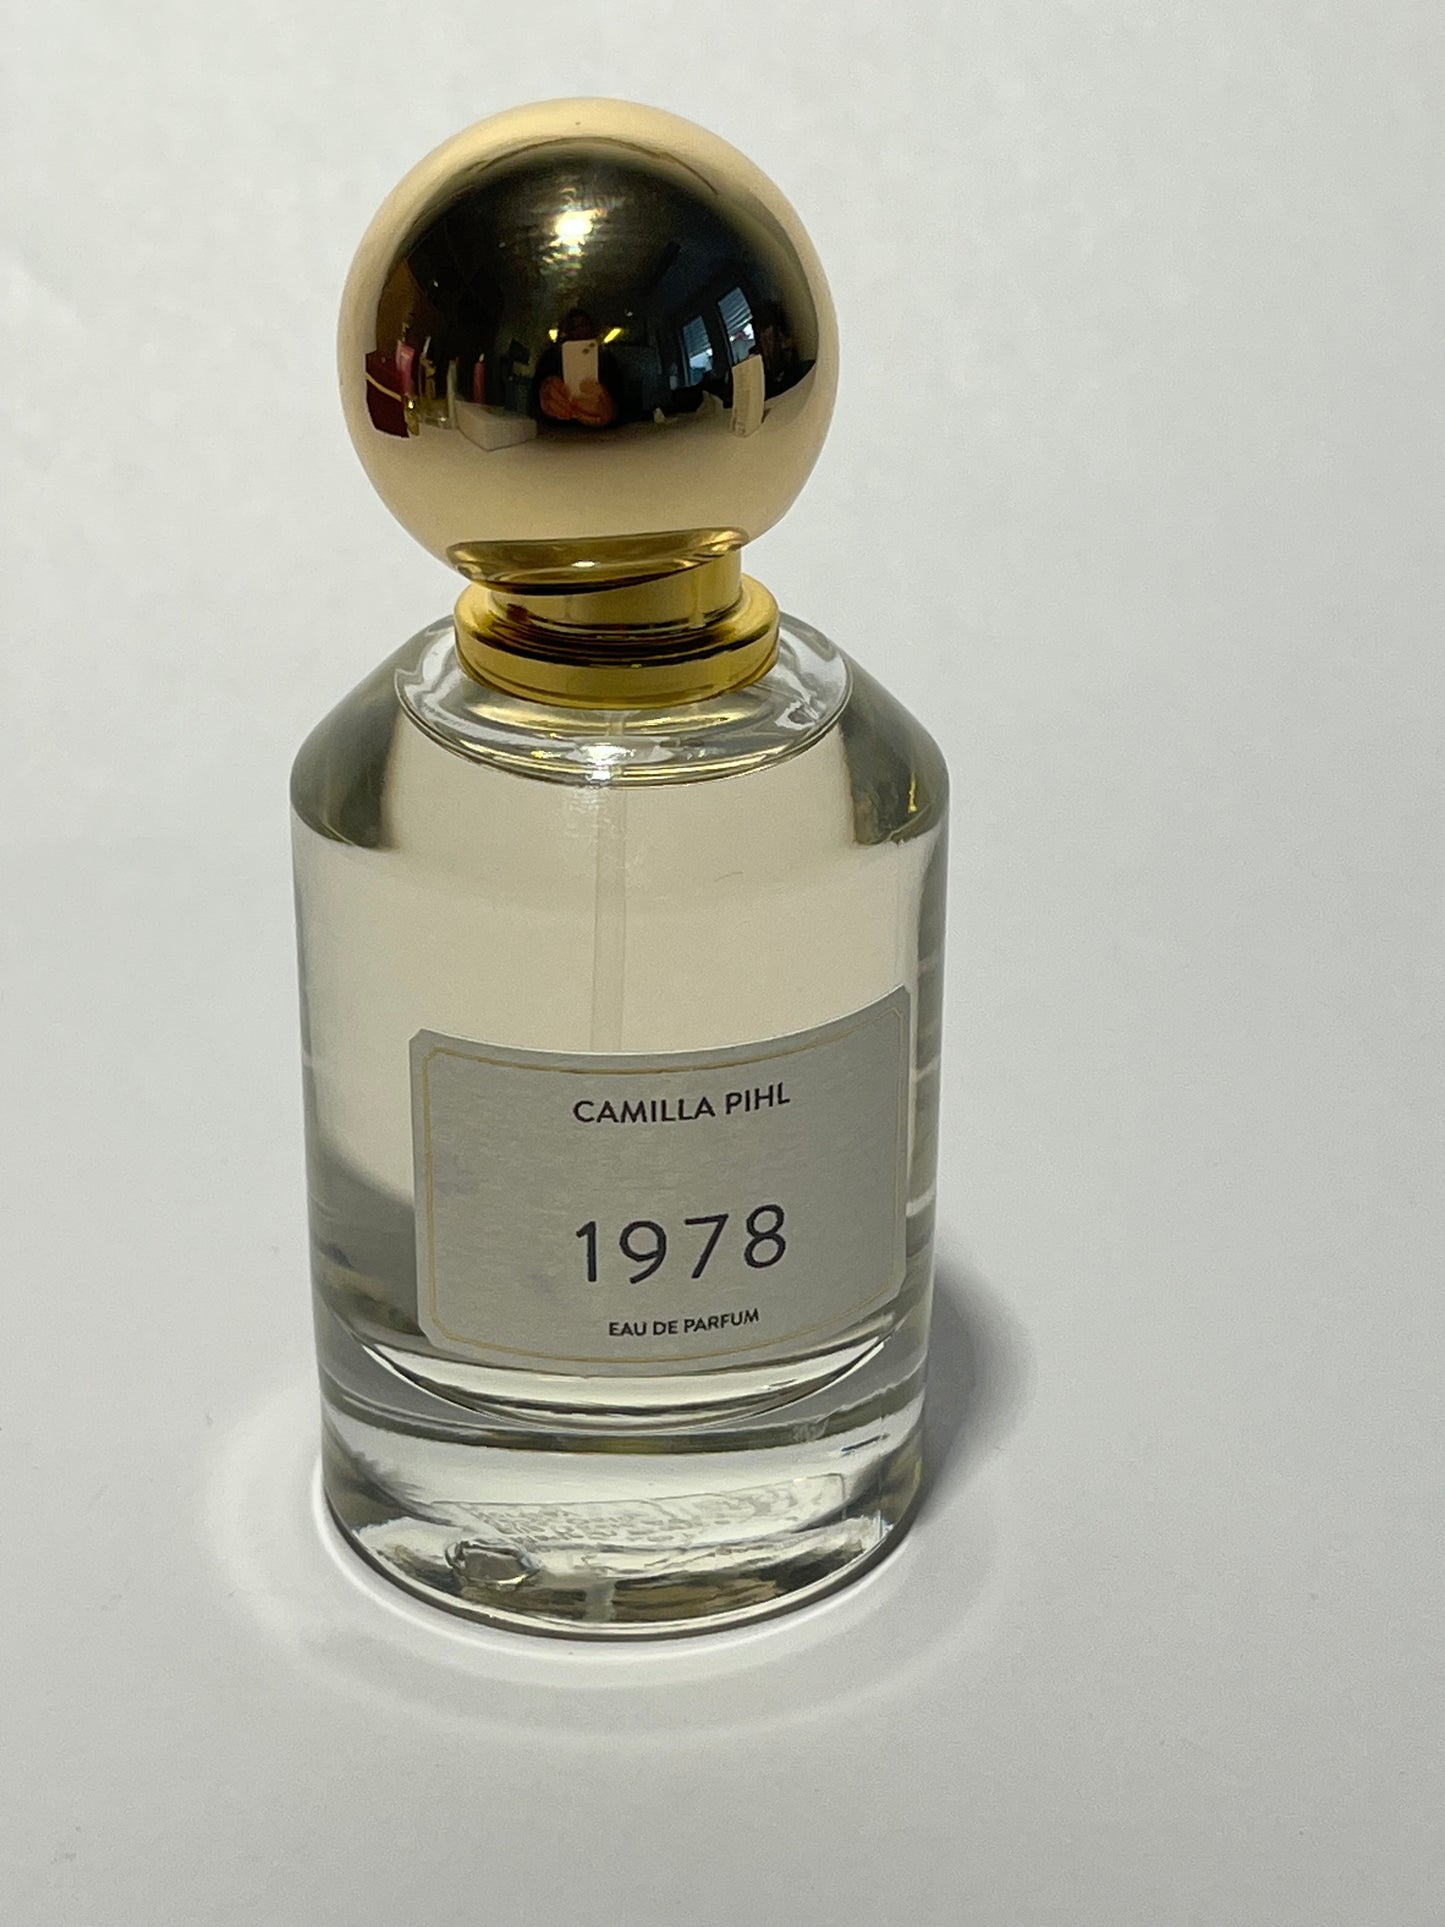 CAMILLA PIHL
1978
EAU DE PARFUM